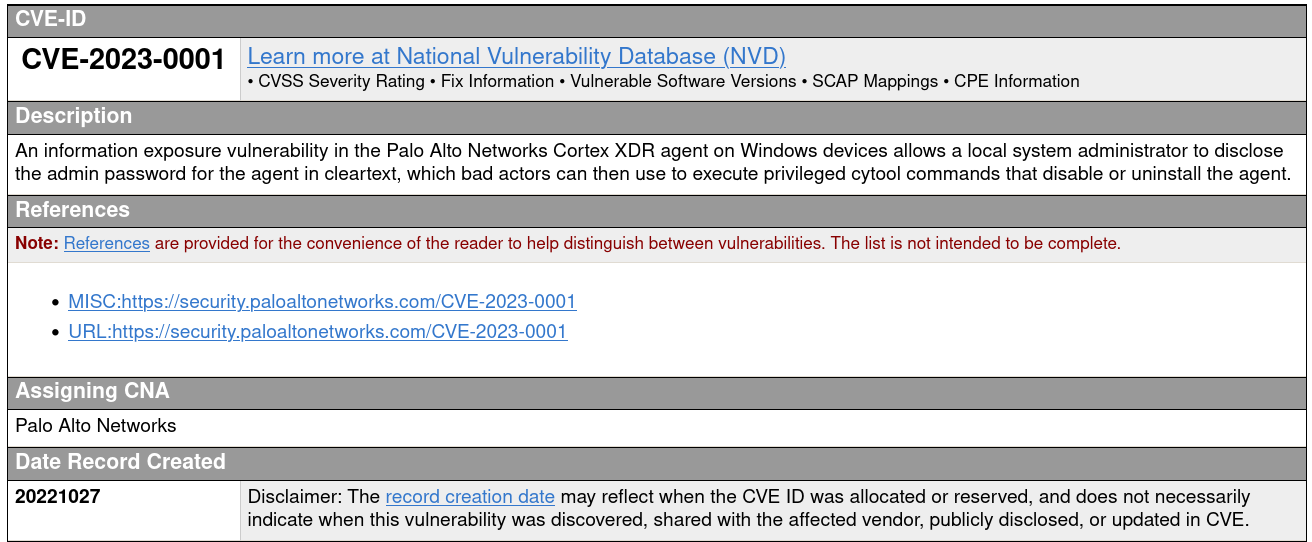 CVE-ID
CVE-2023-0001
Learn more at National Vulnerability Database (NVD)
• CVSS Severity Rating • Fix Information • Vulnerable Software Versions • SCAP Mappings • CPE Information
Description
An information exposure vulnerability in the Palo Alto Networks Cortex XDR agent on Windows devices allows a local system administrator to disclose
the admin password for the agent in cleartext, which bad actors can then use to execute privileged cytool commands that disable or uninstall the agent.
References
Note: References are provided for the convenience of the reader to help distinguish between vulnerabilities. The list is not intended to be complete.
• MISC:https://security.paloaltonetworks.com/CVE-2023-0001
• URL:https://security.paloaltonetworks.com/CVE-2023-0001
Assigning CNA
Palo Alto Networks
Date Record Created
20221027
Disclaimer: The record creation date may reflect when the CVE ID was allocated or reserved, and does not necessarily
indicate when this vulnerability was discovered, shared with the affected vendor, publicly disclosed, or updated in CVE.